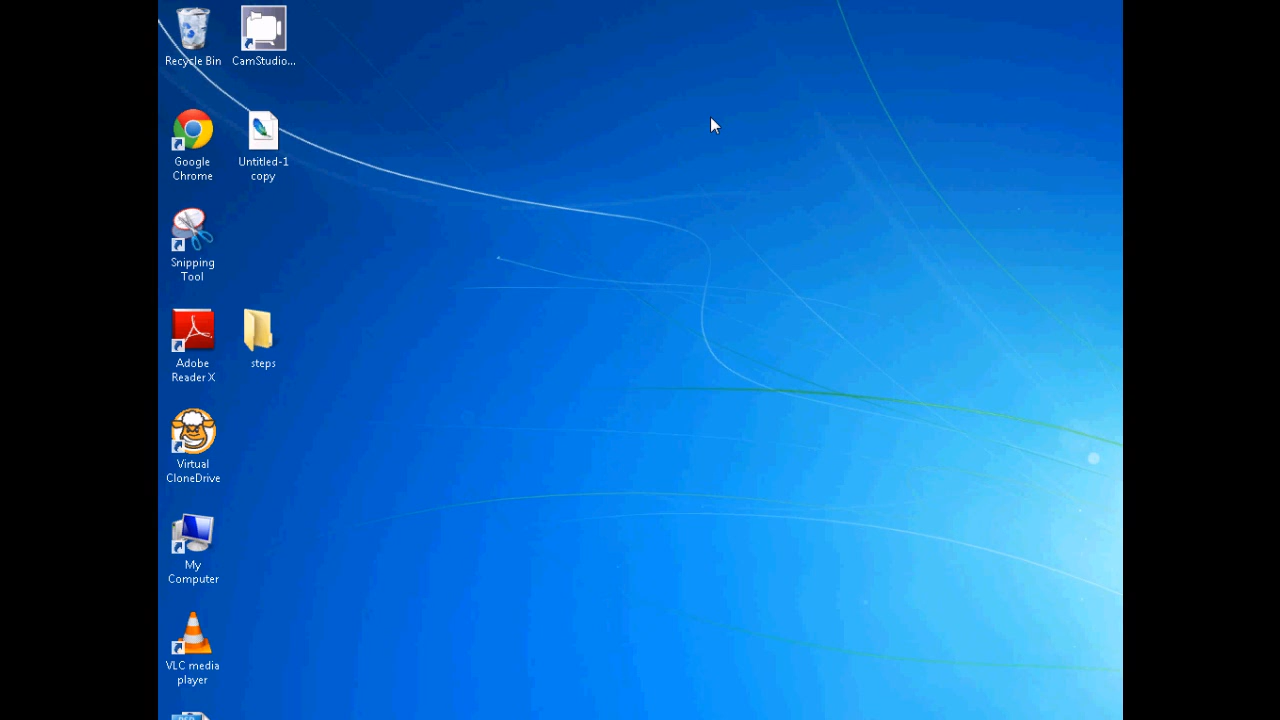 Recycle Bin
CamStudio...
Google
Chrome
Untitled-1
copy
Snipping
Tool
Adobe
Reader X
steps
Virtual
CloneDrive
My
Computer
VLC media
player